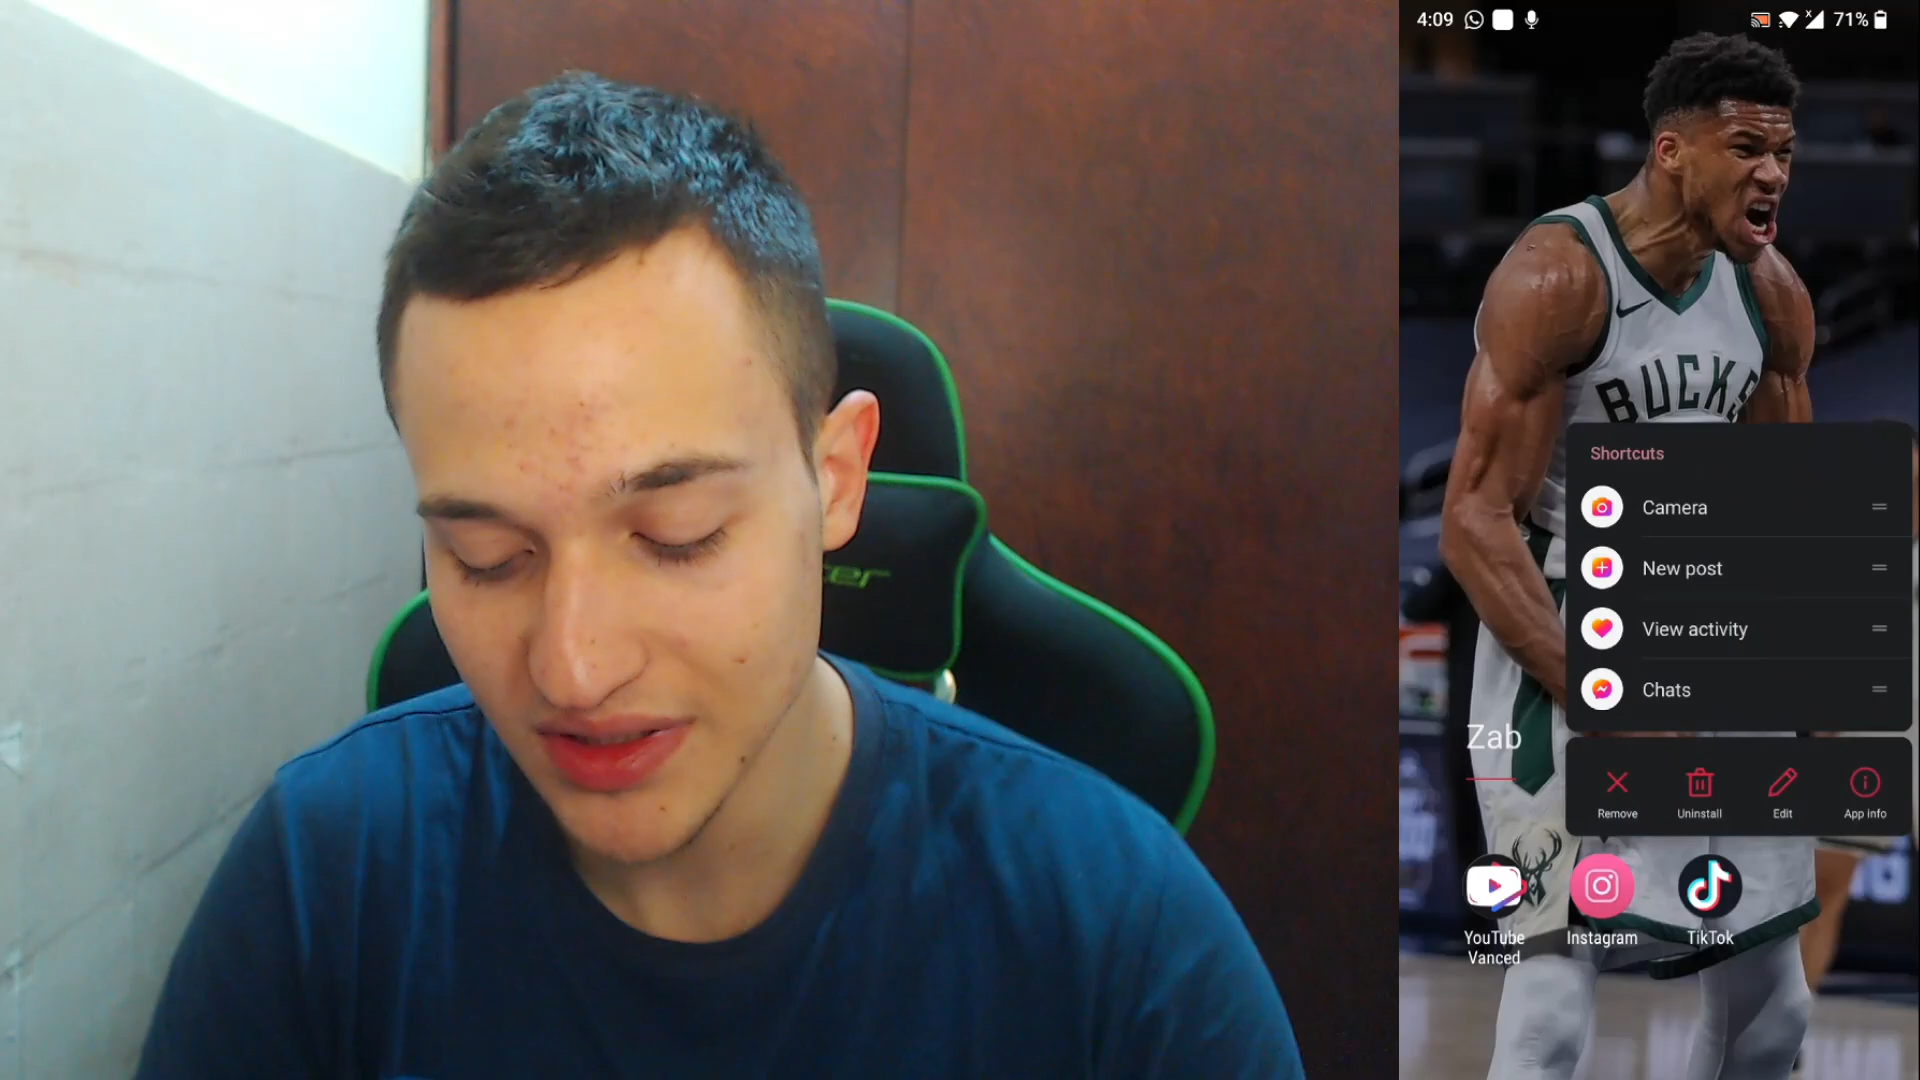 4:09
71%
BUCKS
Shortcuts
Camera
New post
View activity
Chats
Zab
Remove
Uninstall
Edit
App info
YouTube
Vanced
Instagram
TikTok